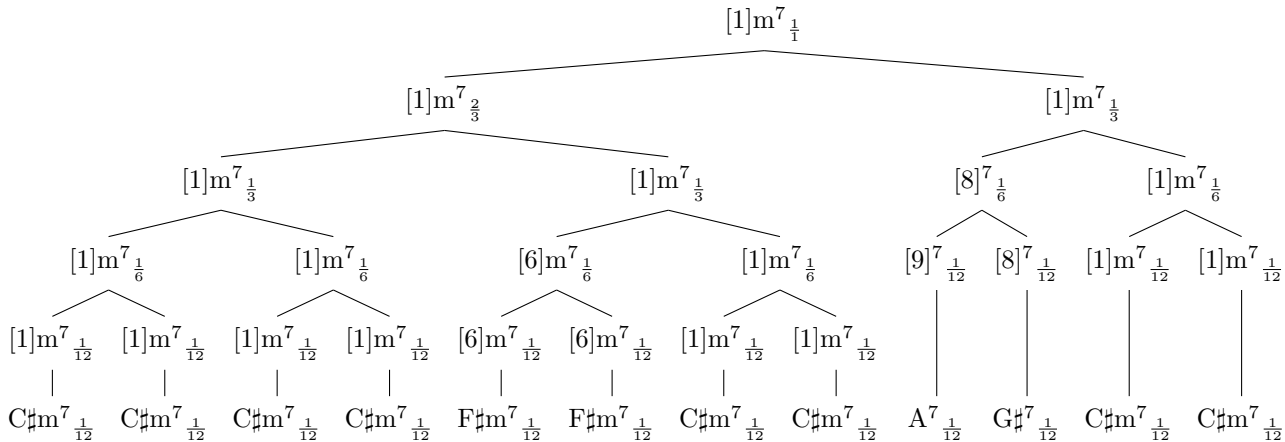 [1]m⁷ 1/1
[1]m⁷ 2/3 [1]m⁷ 1/3
[1]m⁷ 1/3 [1]m⁷ 1/3 [8]⁷ 1/6 [1]m⁷ 1/6
[1]m⁷ 1/6 [1]m⁷ 1/6 [6]m⁷ 1/6 [1]m⁷ 1/6 [9]⁷ 1/12 [8]⁷ 1/12 [1]m⁷ 1/12 [1]m⁷ 1/12
[1]m⁷ 1/12 [1]m⁷ 1/12 [1]m⁷ 1/12 [1]m⁷ 1/12 [6]m⁷ 1/12 [6]m⁷ 1/12 [1]m⁷ 1/12 [1]m⁷ 1/12
C♯m⁷ 1/12 C♯m⁷ 1/12 C♯m⁷ 1/12 C♯m⁷ 1/12 F♯m⁷ 1/12 F♯m⁷ 1/12 C♯m⁷ 1/12 C♯m⁷ 1/12 A⁷ 1/12 G♯⁷ 1/12 C♯m⁷ 1/12 C♯m⁷ 1/12